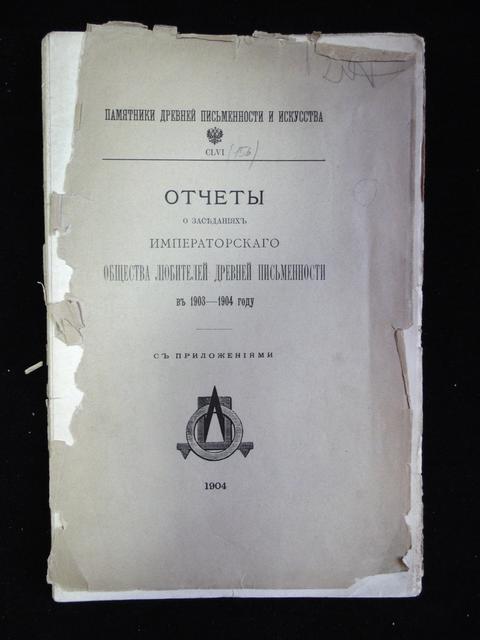 ПАМЯТНИКИ ДРЕВНЕЙ ПИСЬМЕННОСТИ И ИСКУССТВА
CLVI (156)
ОТЧЕТЫ
О ЗАСѢДАНІЯХЪ
ИМПЕРАТОРСКАГО
ОБЩЕСТВА ЛЮБИТЕЛЕЙ ДРЕВНЕЙ ПИСЬМЕННОСТИ
въ 1903—1904 году
СЪ ПРИЛОЖЕНІЯМИ
1904